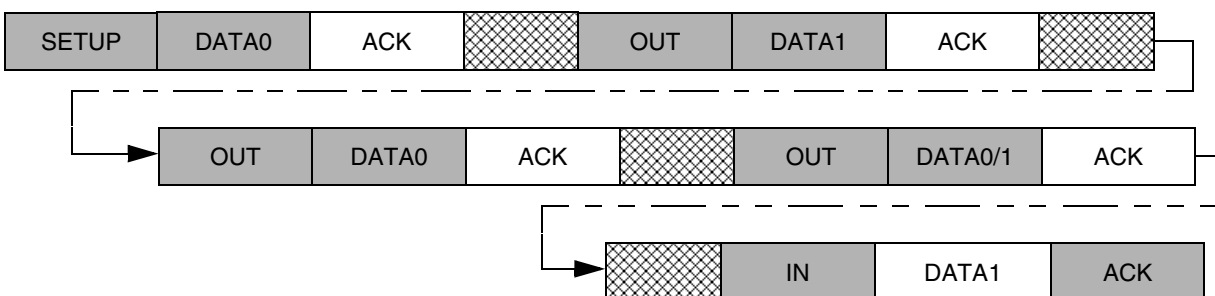 SETUP DATA0 ACK OUT DATA1 ACK
OUT DATA0 ACK OUT DATA0/1 ACK
IN DATA1 ACK